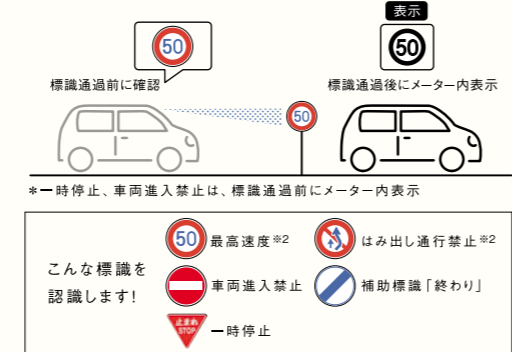 表示
50
50
標識通過前に確認
標識通過後にメーター内表示
50
*一時停止、車両進入禁止は、標識通過前にメーター内表示
こんな標識を
認識します!
50 最高速度※2
はみ出し通行禁止※2
車両進入禁止
補助標識「終わり」
止まれ
STOP
一時停止